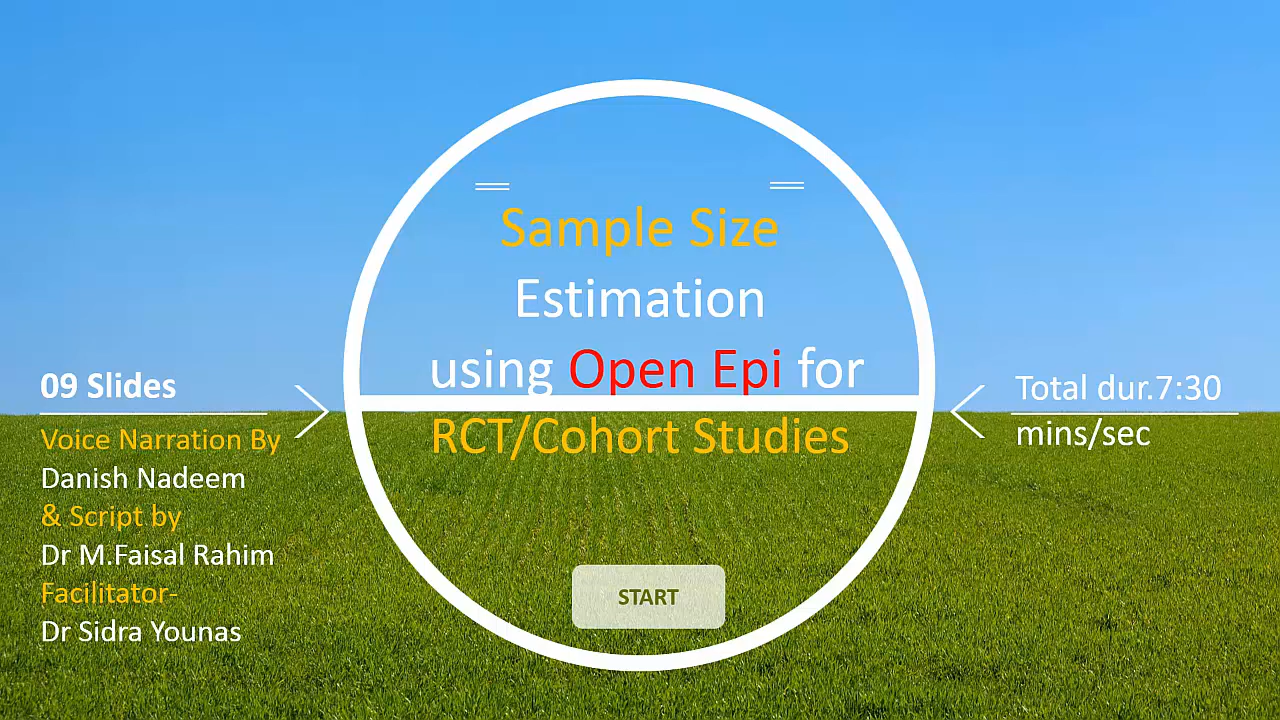 Sample Size
Estimation
using Open Epi for
RCT/Cohort Studies
START
09 Slides
Voice Narration By
Danish Nadeem
& Script by
Dr M.Faisal Rahim
Facilitator-
Dr Sidra Younas
Total dur.7:30
mins/sec